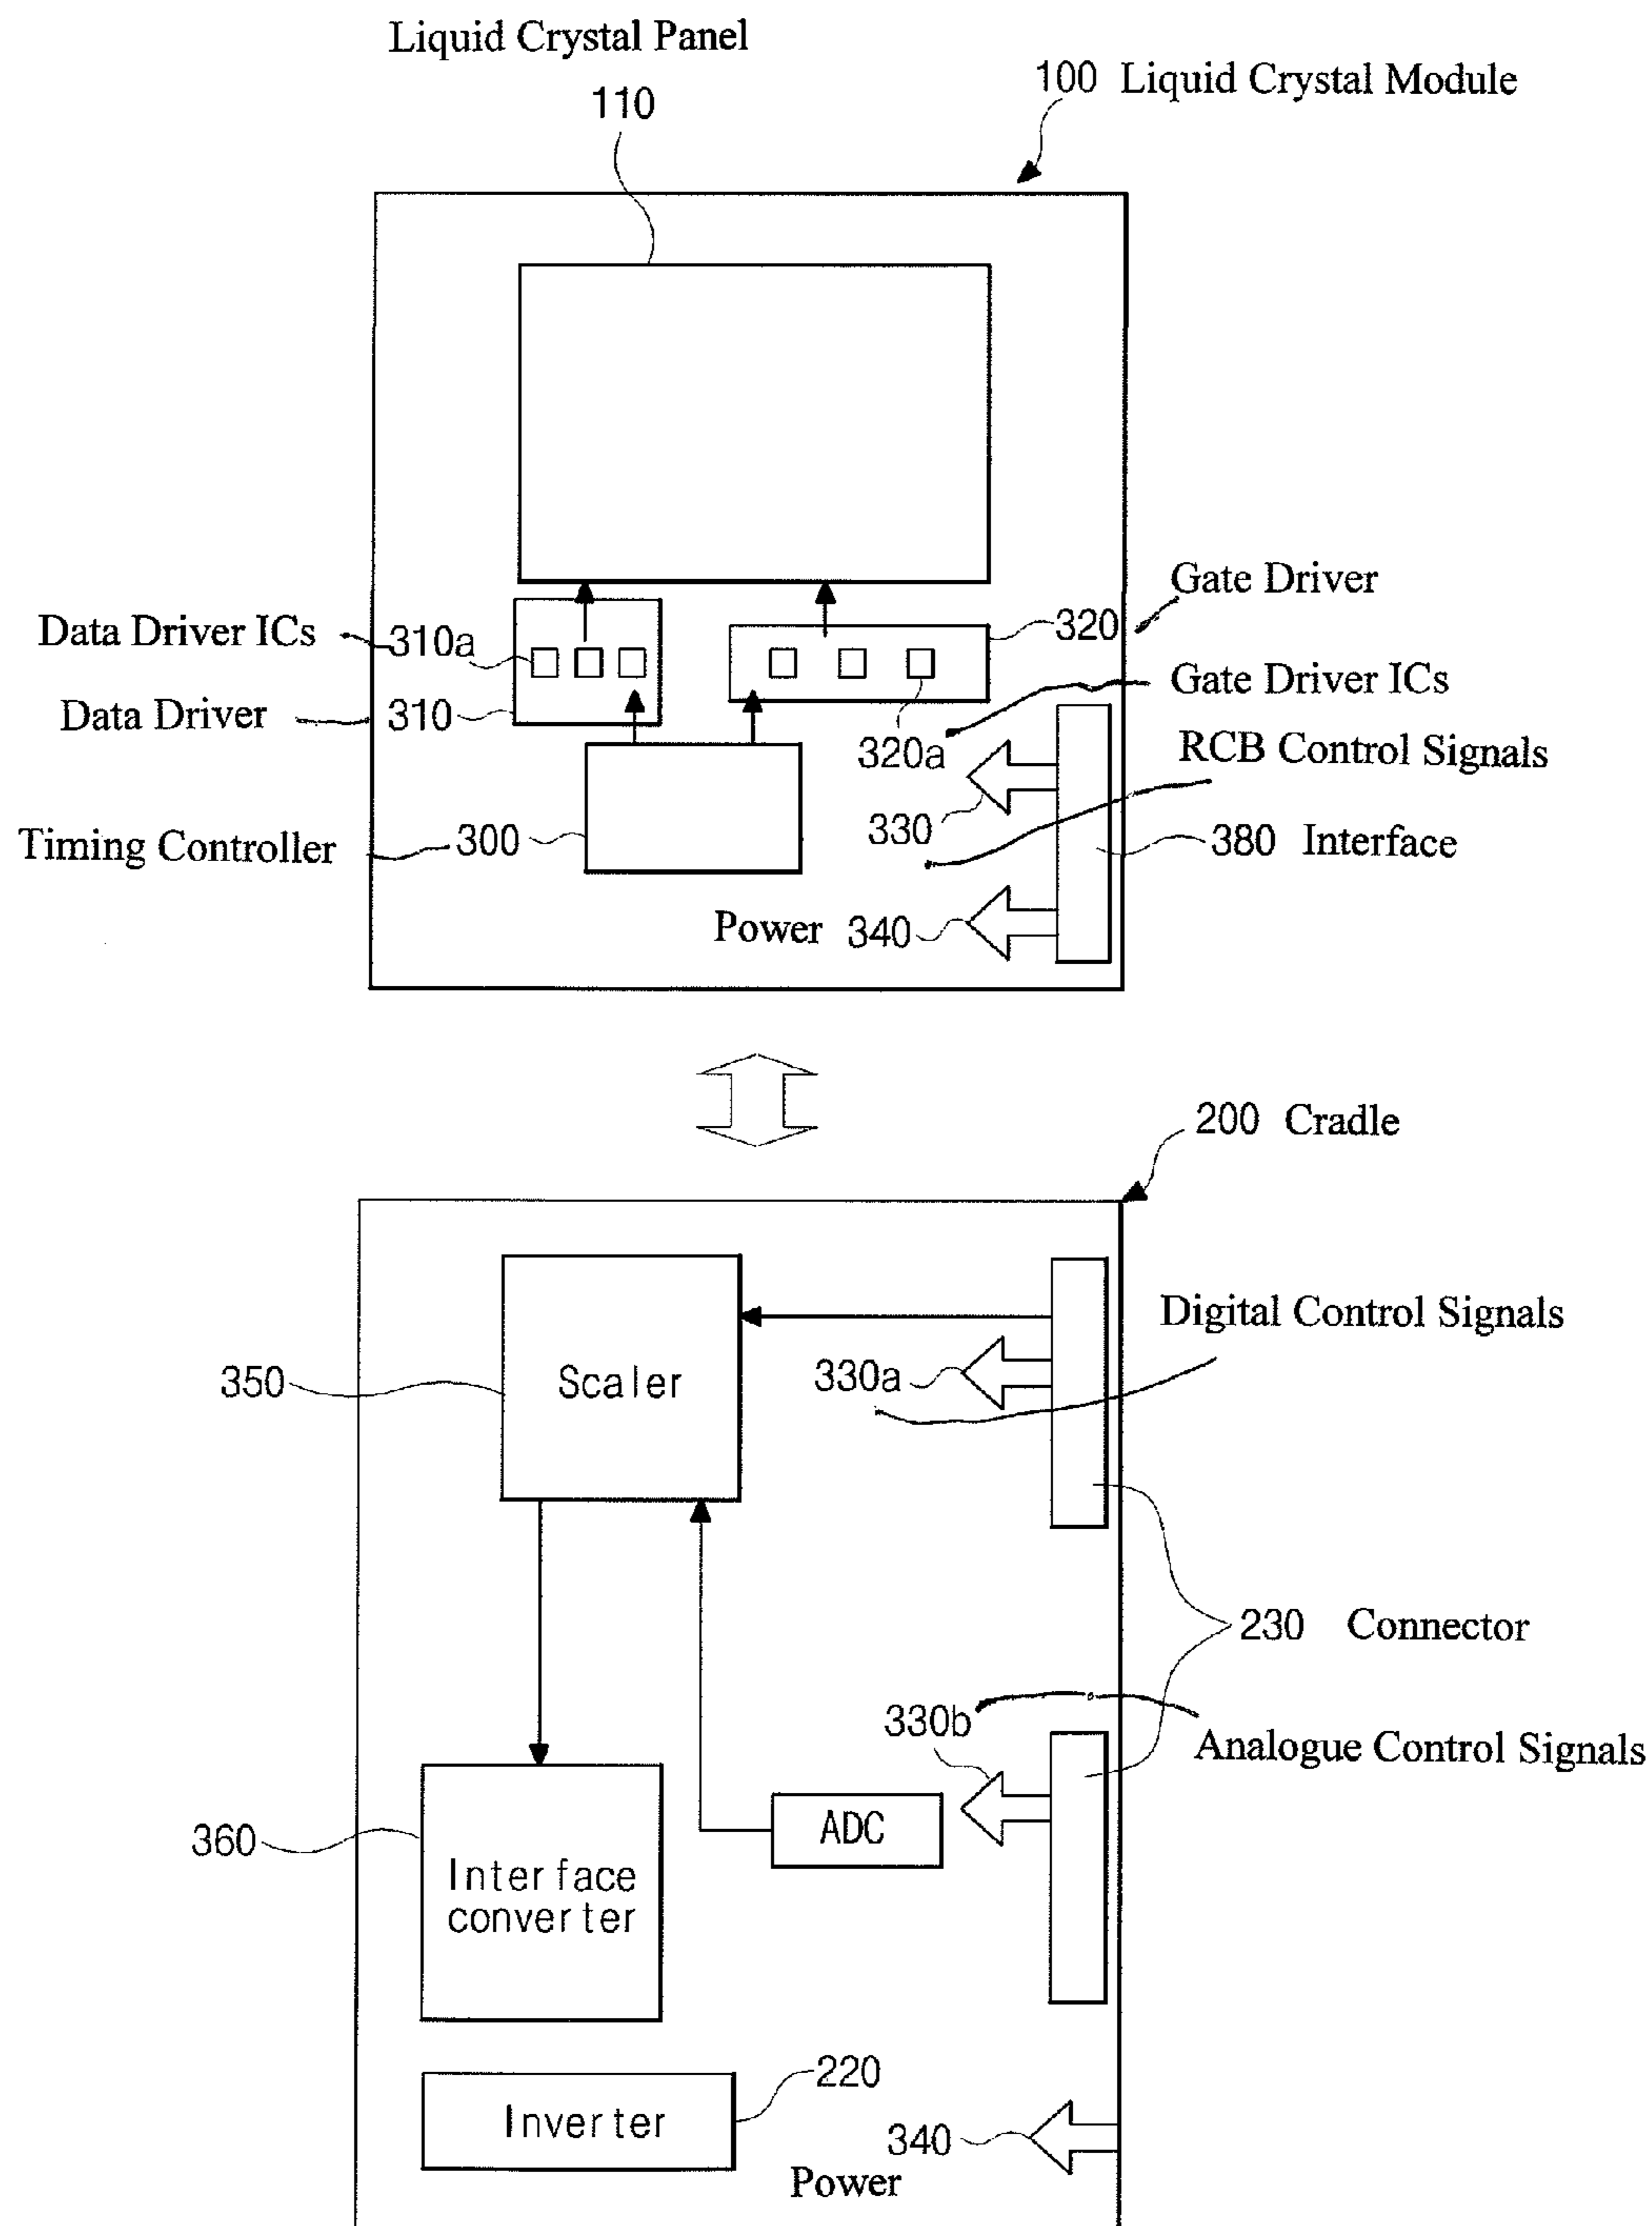 Liquid Crystal Panel
110
100 Liquid Crystal Module
Gate Driver
Data Driver ICs 310a
320
Data Driver 310
Gate Driver ICs
320a
RCB Control Signals
330
Timing Controller 300
380 Interface
Power 340
200 Cradle
Digital Control Signals
350
Scaler
330a
230 Connector
330b
Analogue Control Signals
ADC
360
Interface
converter
220
Inverter
340
Power